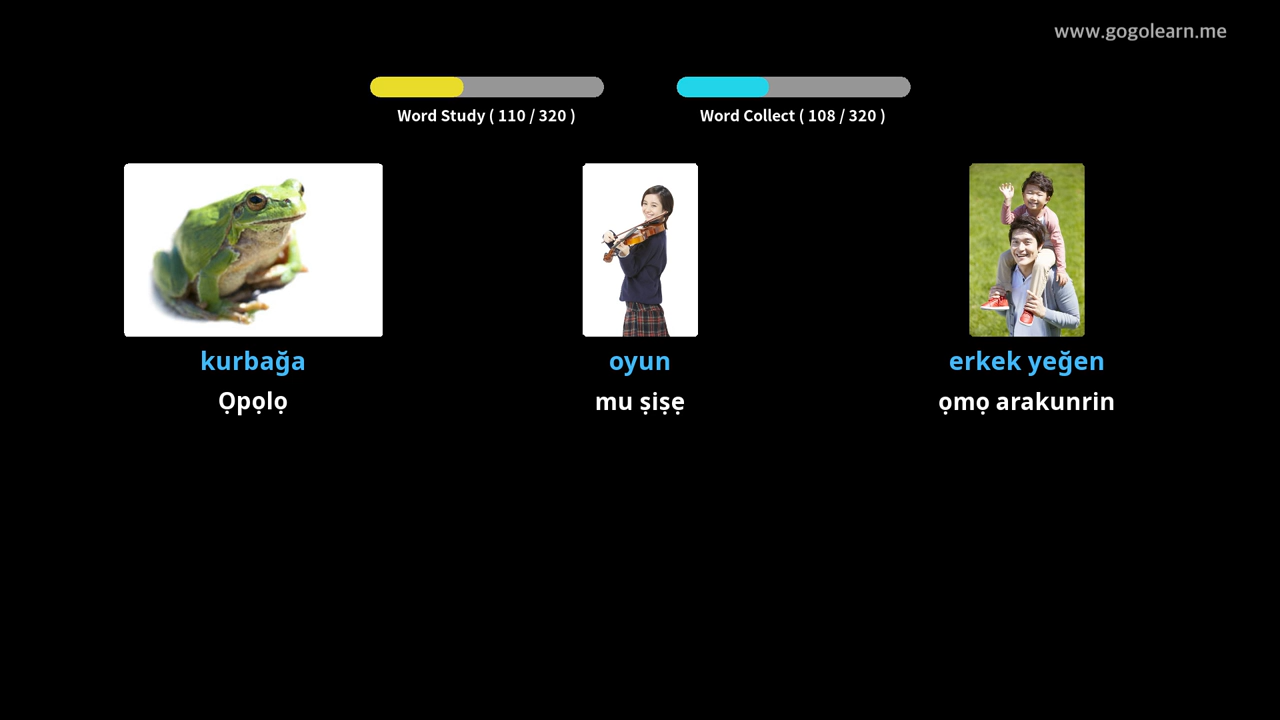 www.gogolearn.me
Word Study ( 110 / 320 )
Word Collect ( 108 / 320 )
kurbağa
oyun
erkek yeğen
Ọpọlọ
mu ṣiṣẹ
ọmọ arakunrin